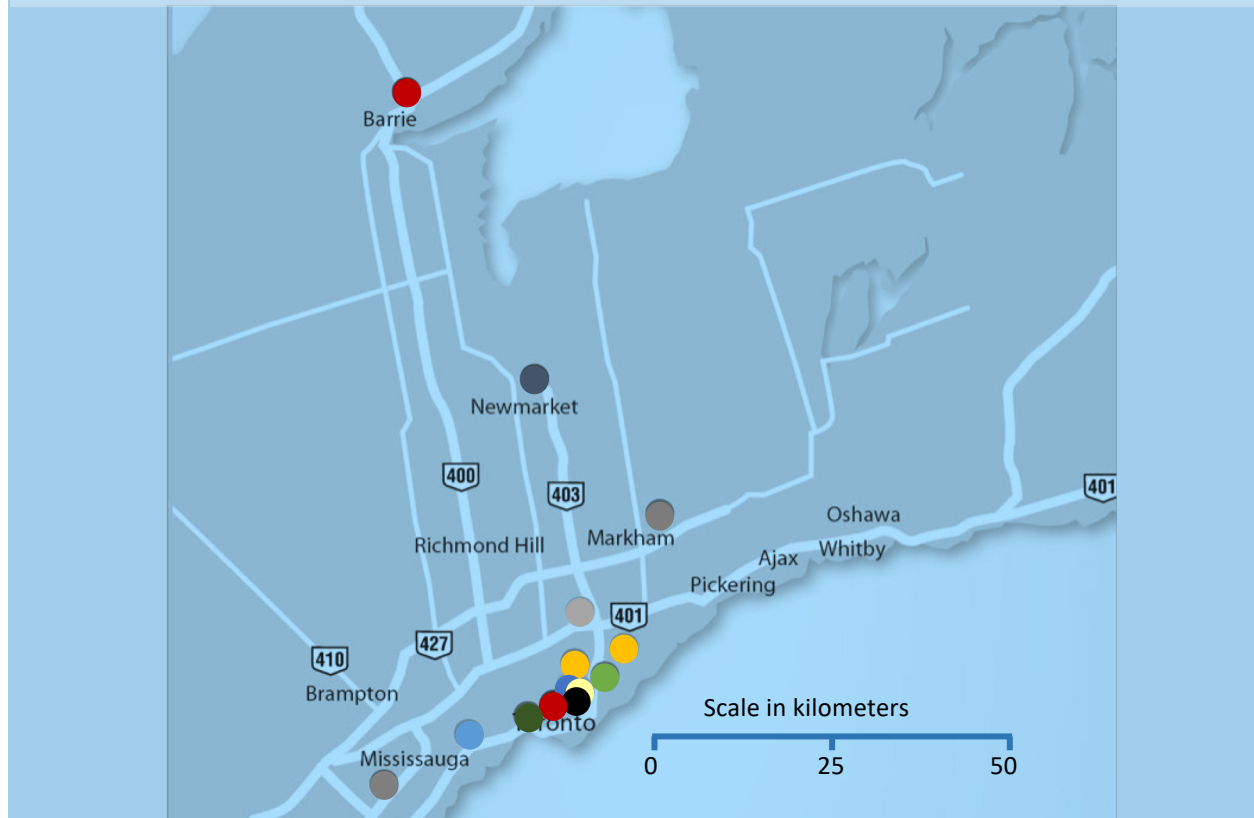 Barrie
Newmarket
400
403
401
Oshawa
Richmond Hill
Markham
Ajax
Whitby
Pickering
401
427
410
Brampton
Scale in kilometers
Toronto
Mississauga
0 25 50